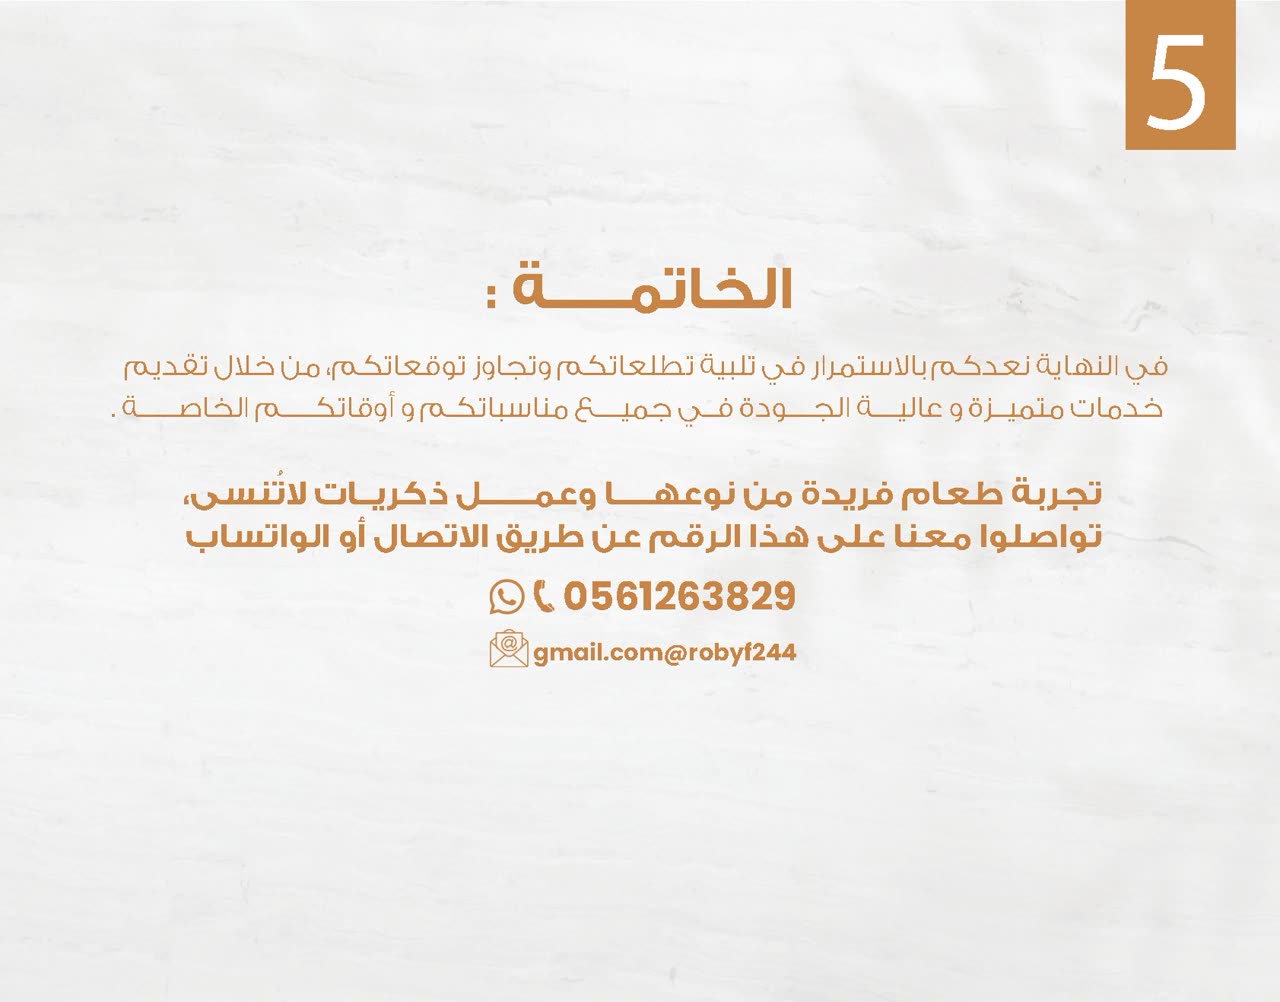 5
الخاتمة :
في النهاية نعدكم بالاستمرار في تلبية تطلعاتكم وتجاوز توقعاتكم، من خلال تقديم
خدمات متميزة و عالية الجودة في جميع مناسباتكم و أوقاتكم الخاصة .
تجربة طعام فريدة من نوعها وعمل ذكريات لاتُنسى،
تواصلوا معنا على هذا الرقم عن طريق الاتصال أو الواتساب
0561263829
gmail.com@robyf244